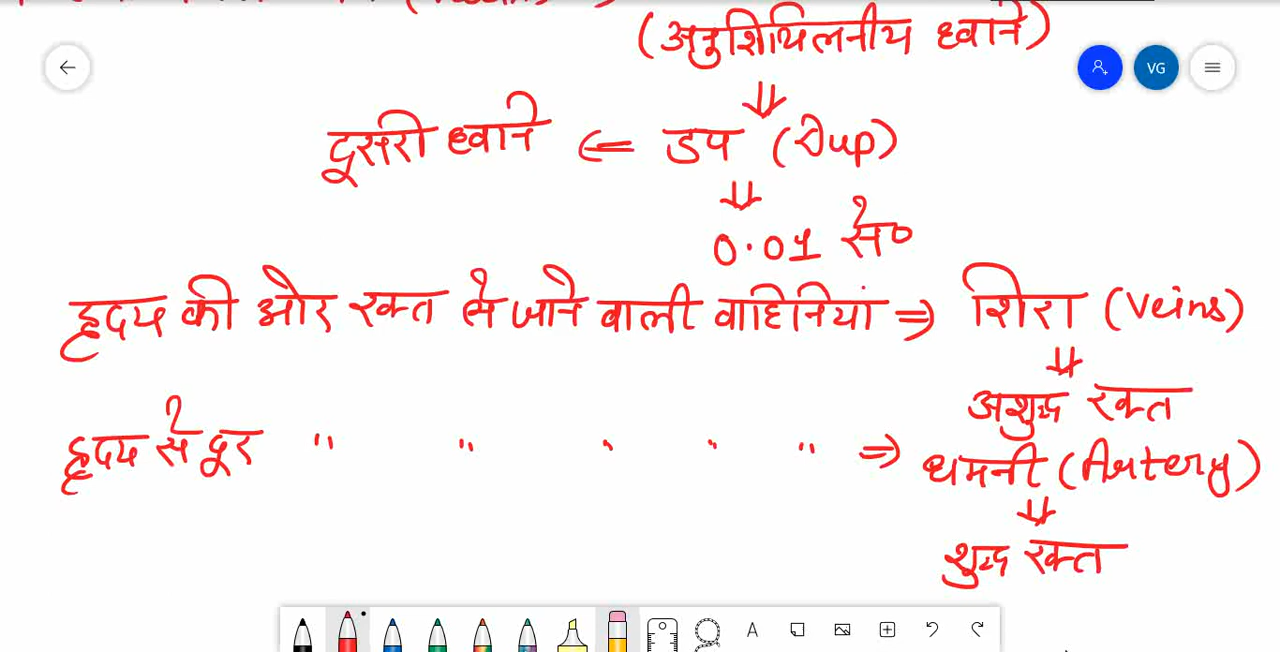 (अनुशिथिलनीय ध्वनि)
VG
⇓
दूसरी ध्वनि ⇐ डप (Dup)
⇓
0.01 से०
हृदय की ओर रक्त ले जाने वाली वाहिनियां ⇒ शिरा (Veins)
⇓
अशुद्ध रक्त
हृदय से दूर " " " " " ⇒ धमनी (Artery)
⇓
शुद्ध रक्त
A